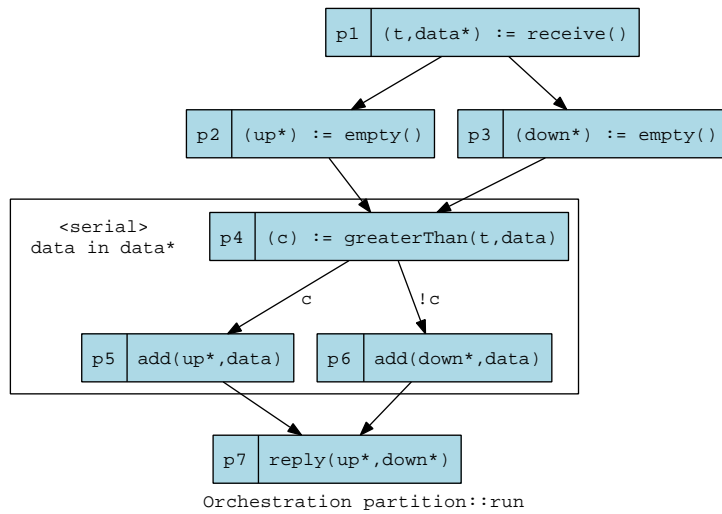 p1 (t,data*) := receive()
p2 (up*) := empty()
p3 (down*) := empty()
<serial>
data in data*
p4 (c) := greaterThan(t,data)
c
!c
p5 add(up*,data)
p6 add(down*,data)
p7 reply(up*,down*)
Orchestration partition::run